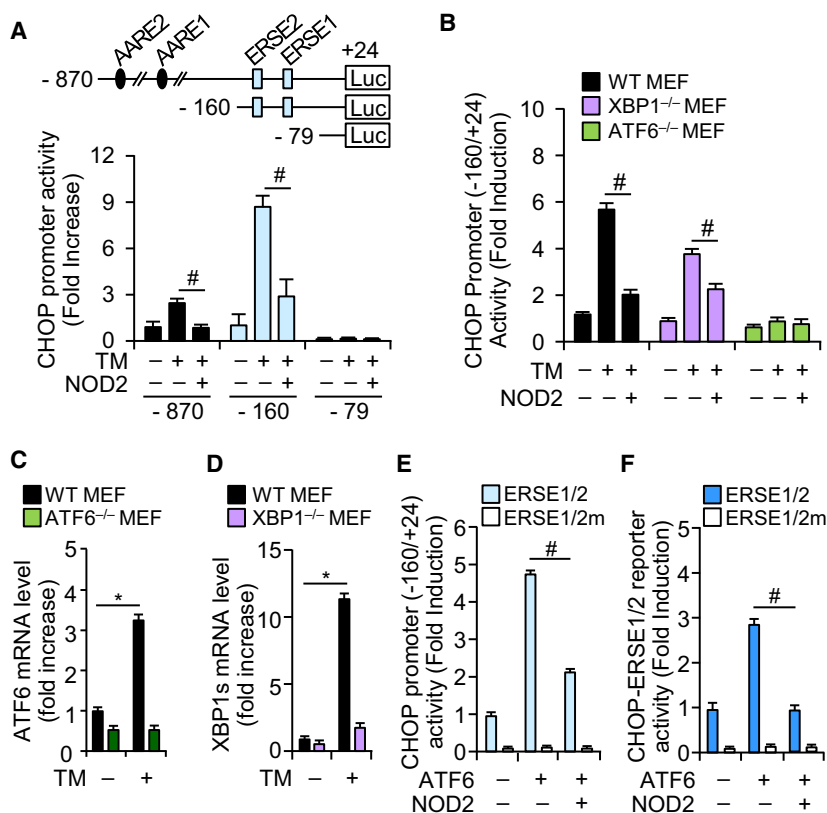 A
AARE2
AARE1
ERSE2
ERSE1
+24
- 870
Luc
- 160
Luc
- 79
Luc
CHOP promoter activity
(Fold Increase)
12
9
6
3
0
#
#
TM – + + – + + – + +
NOD2 – – + – – + – – +
- 870 - 160 - 79
B
WT MEF
XBP1–/– MEF
ATF6–/– MEF
CHOP Promoter (-160/+24)
Activity (Fold Induction)
10
8
6
4
2
0
#
#
TM – + + – + + – + +
NOD2 – – + – – + – – +
C
WT MEF
ATF6–/– MEF
ATF6 mRNA level
(fold increase)
5
4
3
2
1
0
*
TM – +
D
WT MEF
XBP1–/– MEF
XBP1s mRNA level
(fold increase)
15
10
5
0
*
TM – +
E
ERSE1/2
ERSE1/2m
CHOP promoter (-160/+24)
activity (Fold Induction)
6
5
4
3
2
1
0
#
ATF6 – + +
NOD2 – – +
F
ERSE1/2
ERSE1/2m
CHOP-ERSE1/2 reporter
activity (Fold Induction)
5
4
3
2
1
0
#
ATF6 – + +
NOD2 – – +